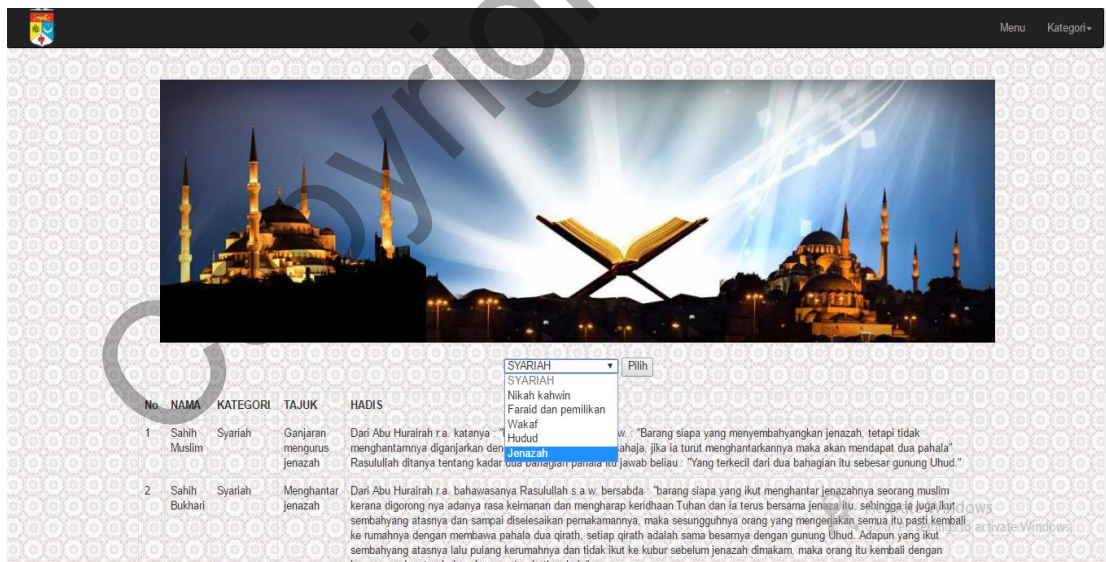 Menu Kategori
SYARIAH Pilih
SYARIAH
Nikah kahwin
Faraid dan pemilikan
Wakaf
Hudud
Jenazah
No NAMA KATEGORI TAJUK HADIS
1 Sahih Muslim Syariah Ganjaran mengurus jenazah
Dari Abu Hurairah r.a. katanya : "
w. : "Barang siapa yang menyembahyangkan jenazah, tetapi tidak
menghantarnya diganjarkan den
sahaja, jika ia turut menghantarkannya maka akan mendapat dua pahala"
Rasulullah ditanya tentang kadar dua bahagian pahala itu jawab beliau : "Yang terkecil dari dua bahagian itu sebesar gunung Uhud."
2 Sahih Bukhari Syariah Menghantar jenazah
Dari Abu Hurairah r.a. bahawasanya Rasulullah s.a.w. bersabda : "barang siapa yang ikut menghantar jenazahnya seorang muslim
kerana digorong nya adanya rasa keimanan dan mengharap keridhaan Tuhan dan ia terus bersama jenaza itu, sehingga ia juga ikut
sembahyang atasnya dan sampai diselesaikan pemakamannya, maka sesungguhnya orang yang mengerjakan semua itu pasti kembali
ke rumahnya dengan membawa pahala dua qirath, setiap qirath adalah sama besarnya dengan gunung Uhud. Adapun yang ikut
sembahyang atasnya lalu pulang kerumahnya dan tidak ikut ke kubur sebelum jenazah dimakam, maka orang itu kembali dengan
activate Windows.